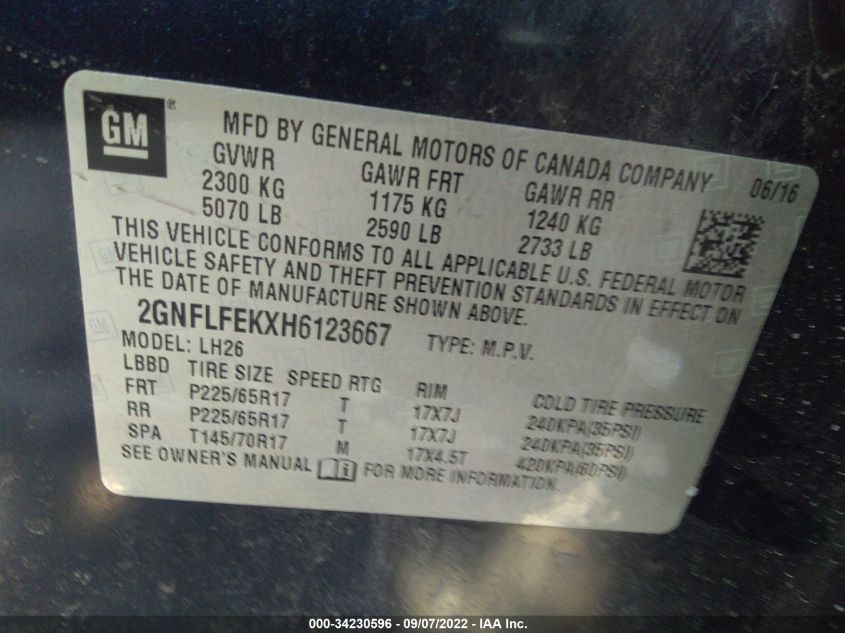 GM ®
MFD BY GENERAL MOTORS OF CANADA COMPANY 06/16
GVWR GAWR FRT GAWR RR
2300 KG 1175 KG 1240 KG
5070 LB 2590 LB 2733 LB
THIS VEHICLE CONFORMS TO ALL APPLICABLE U.S. FEDERAL MOTOR
VEHICLE SAFETY AND THEFT PREVENTION STANDARDS IN EFFECT ON
THE DATE OF MANUFACTURE SHOWN ABOVE.
2GNFLFEKXH6123667 TYPE: M.P.V.
MODEL: LH26
LBBD TIRE SIZE SPEED RTG RIM COLD TIRE PRESSURE
FRT P225/65R17 T 17X7J 240KPA(35PSI)
RR P225/65R17 T 17X7J 240KPA(35PSI)
SPA T145/70R17 M 17X4.5T 420KPA(60PSI)
SEE OWNER'S MANUAL i FOR MORE INFORMATION.
000-34230596 - 09/07/2022 - IAA Inc.